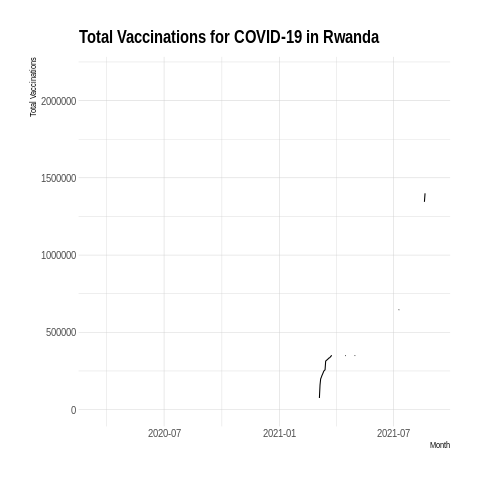 Total Vaccinations for COVID-19 in Rwanda
Total Vaccinations
2000000
1500000
1000000
500000
0
2020-07 2021-01 2021-07
Month